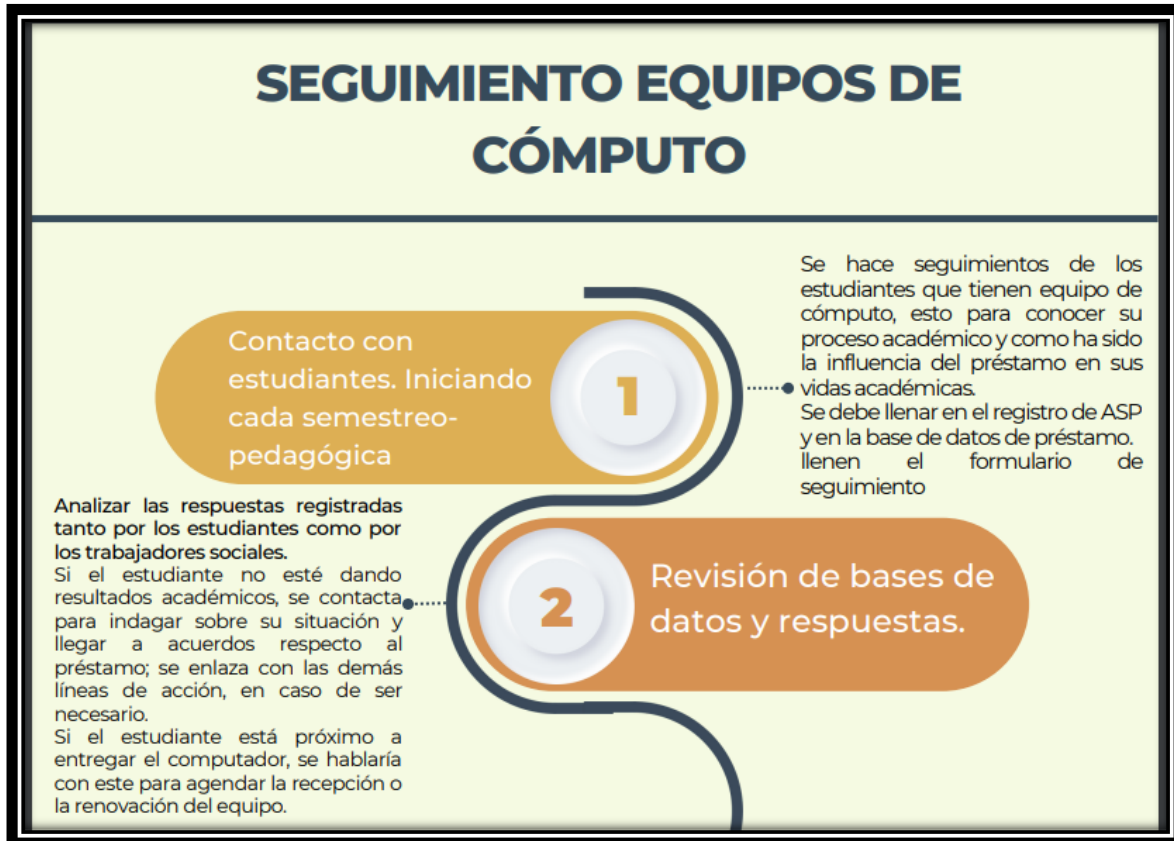 SEGUIMIENTO EQUIPOS DE
CÓMPUTO
Contacto con
estudiantes. Iniciando
cada semestreo-
pedagógica
1
Se hace seguimientos de los
estudiantes que tienen equipo de
cómputo, esto para conocer su
proceso académico y como ha sido
la influencia del préstamo en sus
vidas académicas.
Se debe llenar en el registro de ASP
y en la base de datos de préstamo.
llenen el formulario de
seguimiento
2
Revisión de bases de
datos y respuestas.
Analizar las respuestas registradas
tanto por los estudiantes como por
los trabajadores sociales.
Si el estudiante no esté dando
resultados académicos, se contacta
para indagar sobre su situación y
llegar a acuerdos respecto al
préstamo; se enlaza con las demás
líneas de acción, en caso de ser
necesario.
Si el estudiante está próximo a
entregar el computador, se hablaría
con este para agendar la recepción o
la renovación del equipo.